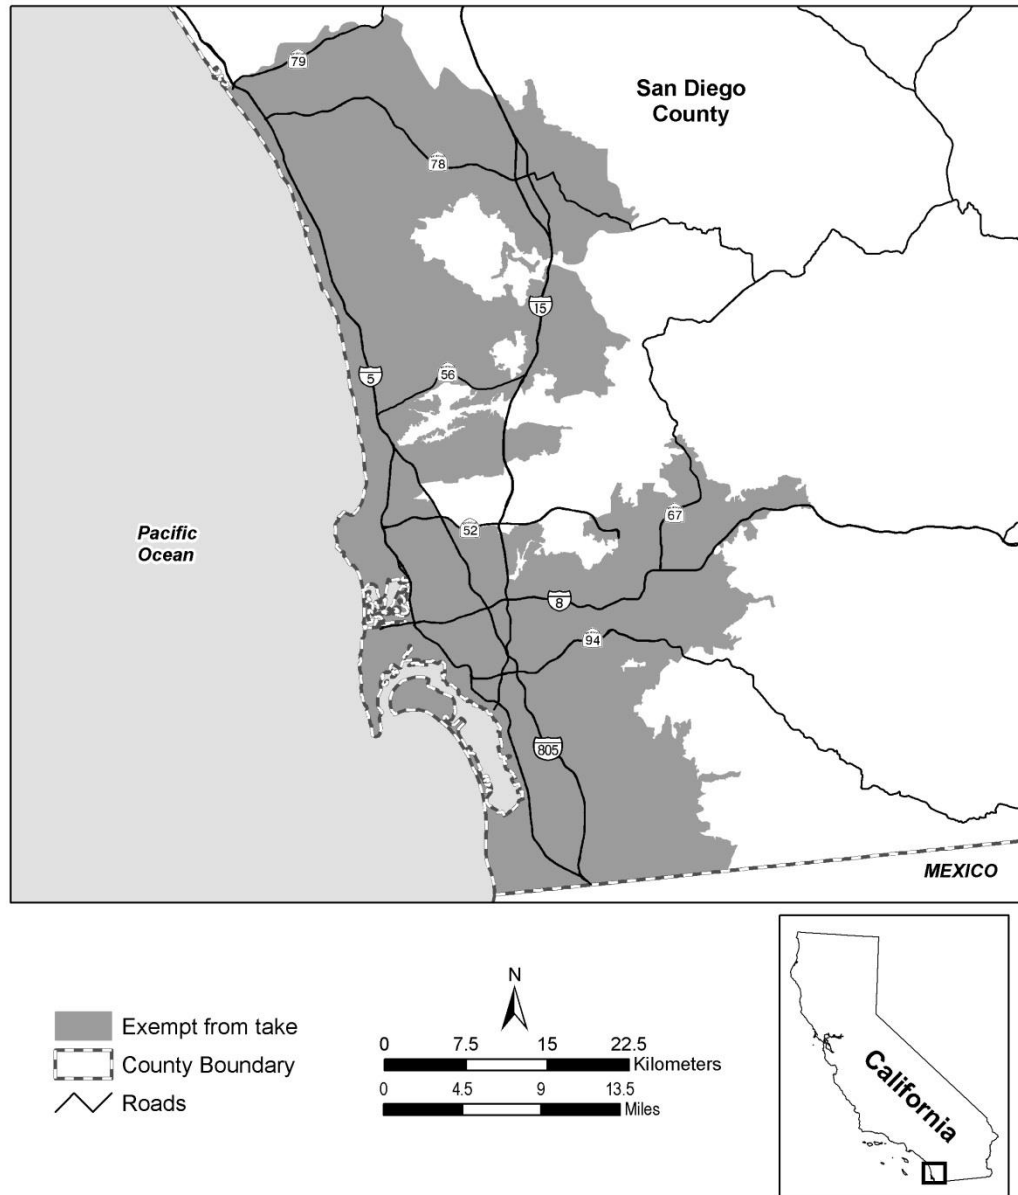 79
San Diego
County
78
15
5
56
67
52
Pacific
Ocean
8
94
805
MEXICO
Exempt from take
County Boundary
Roads
N
0 7.5 15 22.5
Kilometers
0 4.5 9 13.5
Miles
California